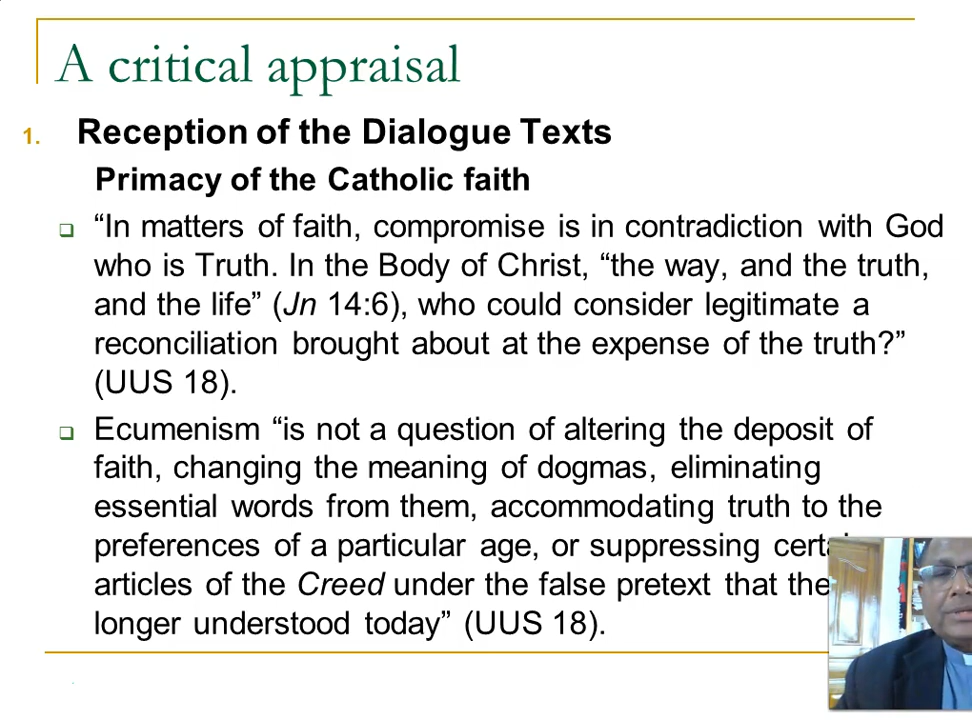 A critical appraisal
1. Reception of the Dialogue Texts
Primacy of the Catholic faith
❑ “In matters of faith, compromise is in contradiction with God
who is Truth. In the Body of Christ, “the way, and the truth,
and the life” (Jn 14:6), who could consider legitimate a
reconciliation brought about at the expense of the truth?”
(UUS 18).
❑ Ecumenism “is not a question of altering the deposit of
faith, changing the meaning of dogmas, eliminating
essential words from them, accommodating truth to the
preferences of a particular age, or suppressing
articles of the Creed under the false pretext that
longer understood today” (UUS 18).